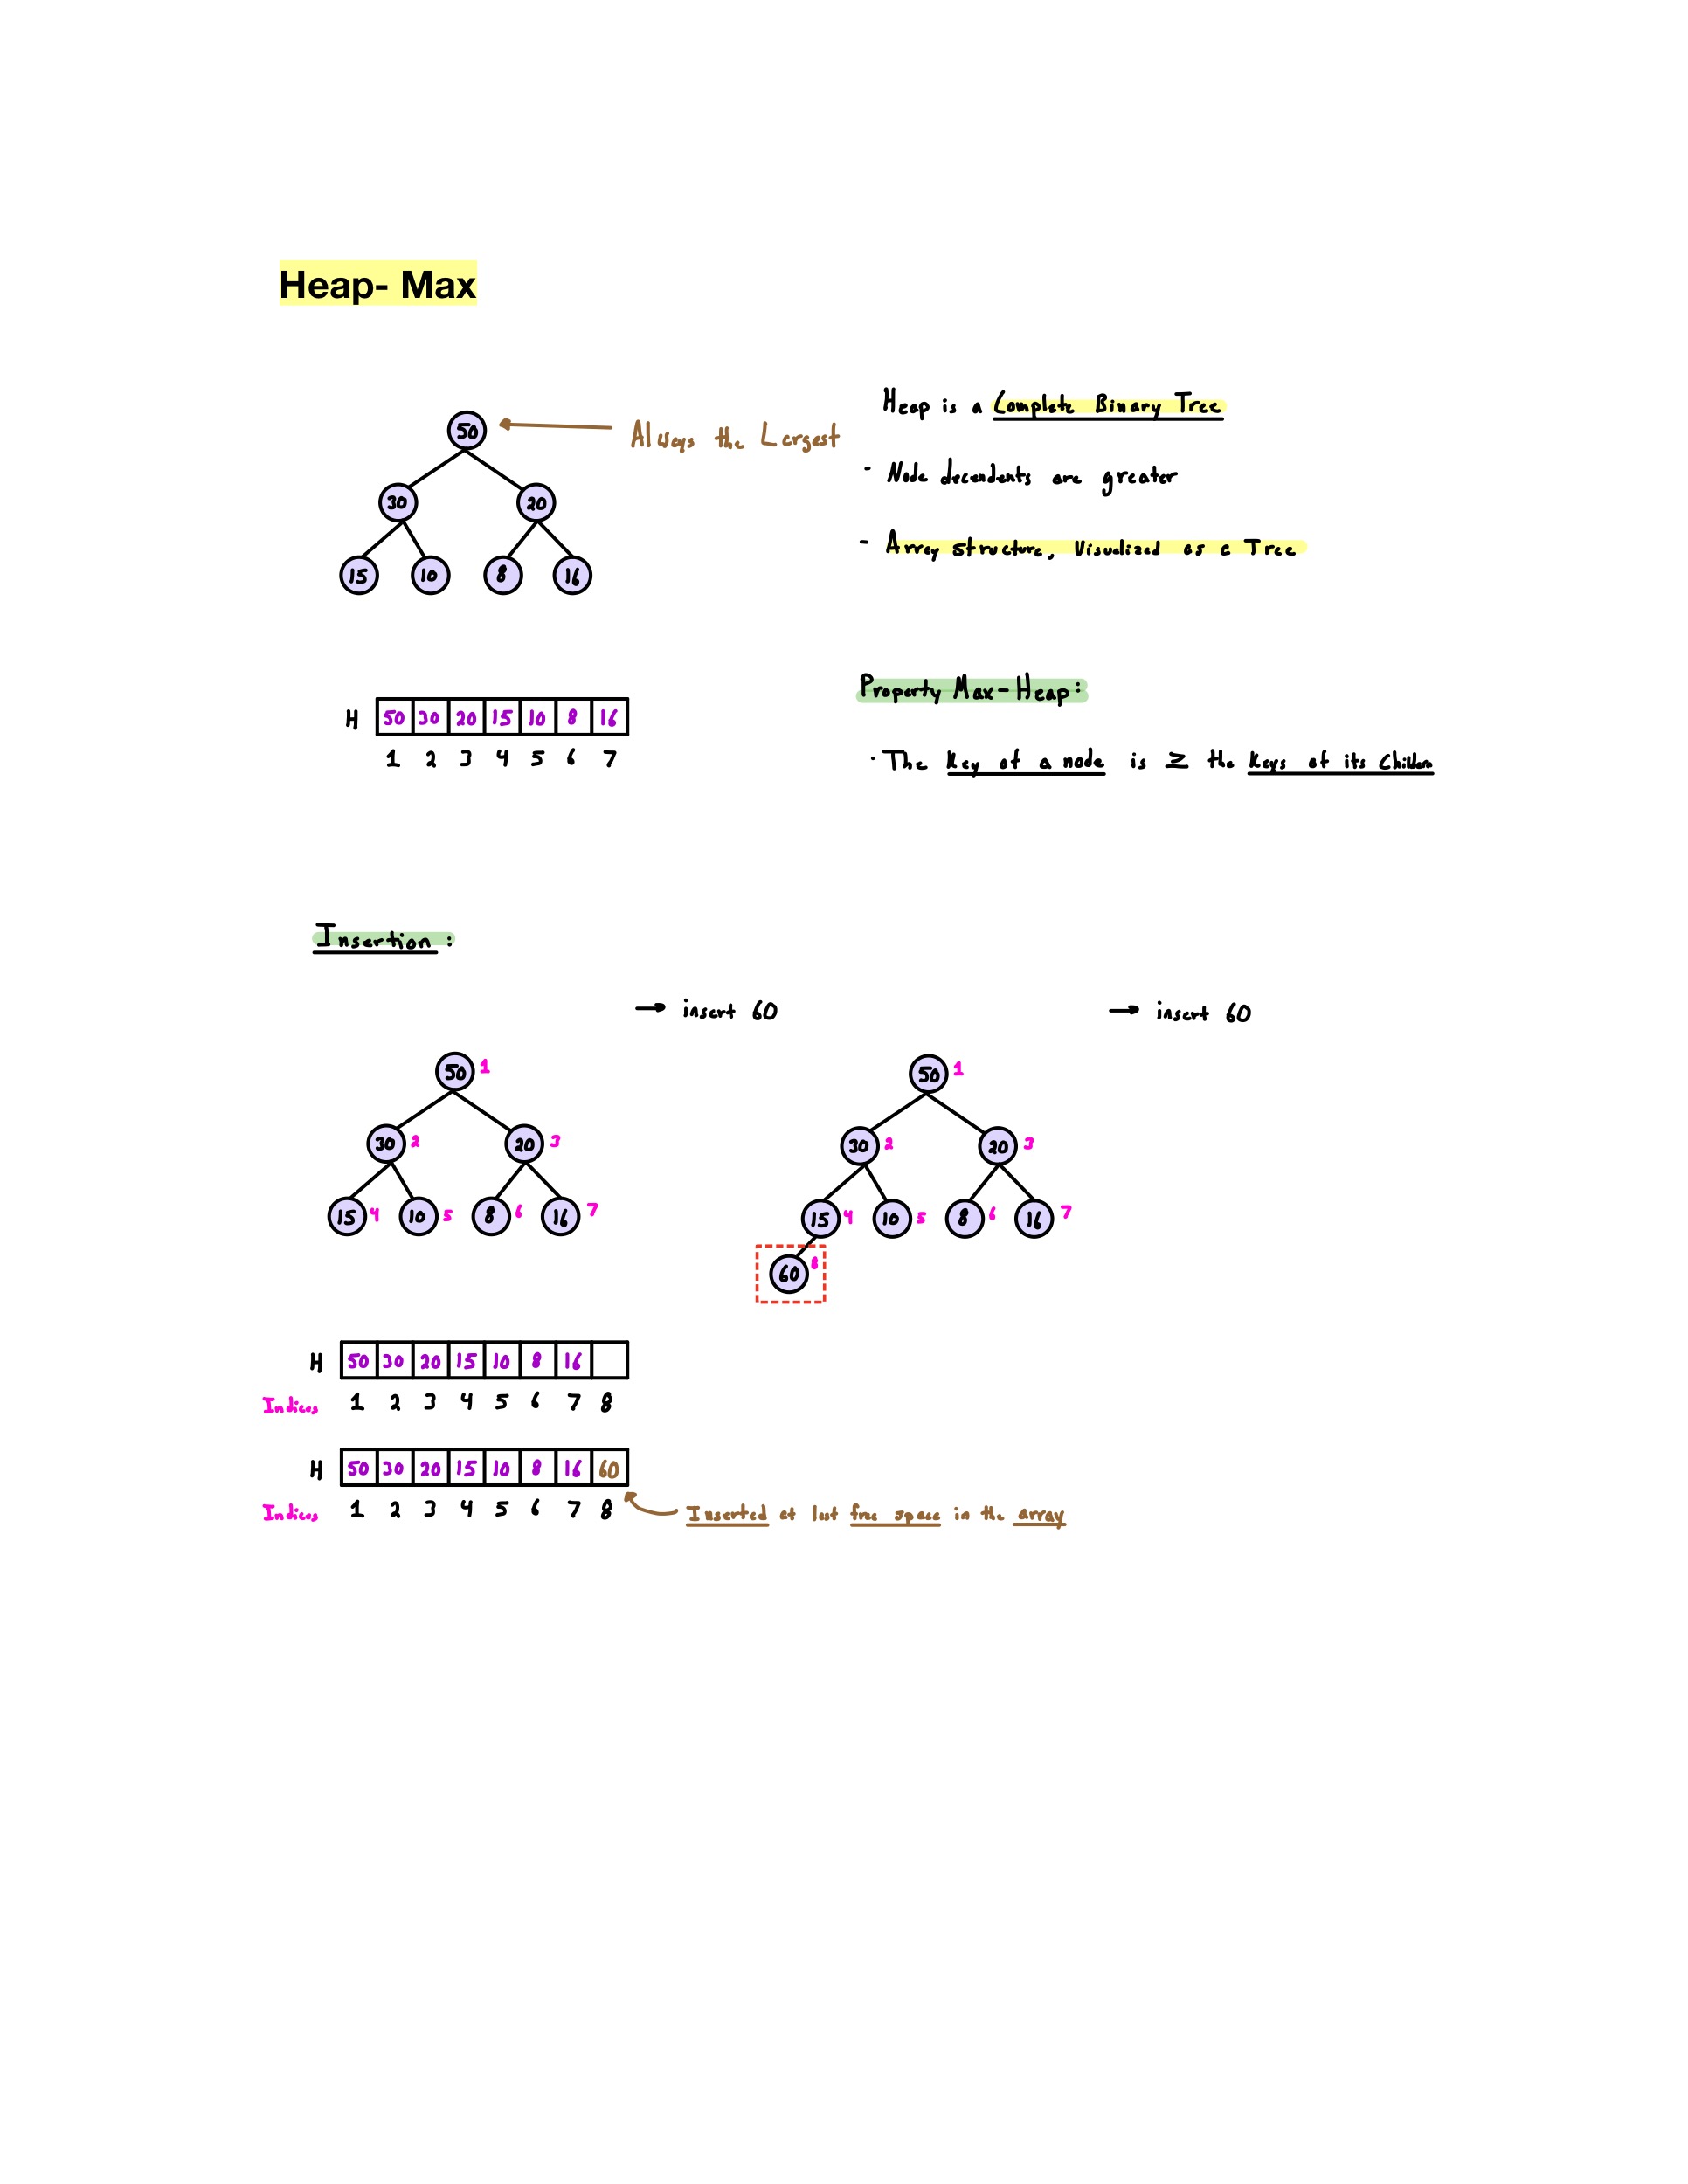 Heap- Max
50
Always the Largest
30 20
15 10 8 16
Heap is a Complete Binary Tree
- Node decendents are greater
- Array structure, Visualized as a Tree
H 50 30 20 15 10 8 16
1 2 3 4 5 6 7
Property Max-Heap:
· The Key of a node is ≥ the Keys of its Children
Insertion :
→ insert 60
50 1
30 2 20 3
15 4 10 5 8 6 16 7
→ insert 60
50 1
30 2 20 3
15 4 10 5 8 6 16 7
60 8
H 50 30 20 15 10 8 16
Indices 1 2 3 4 5 6 7 8
H 50 30 20 15 10 8 16 60
Indices 1 2 3 4 5 6 7 8
Inserted at last free space in the array